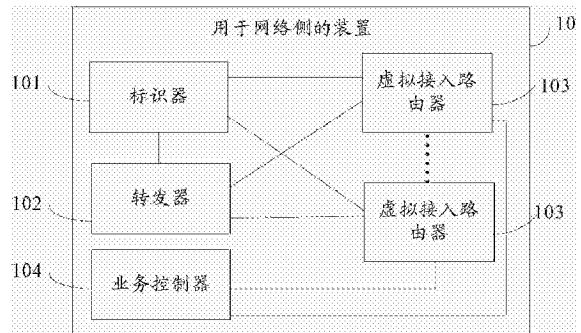 用于网络侧的装置
10
101
标识器
虚拟接入路
由器
103
转发器
102
虚拟接入路
由器
103
104
业务控制器